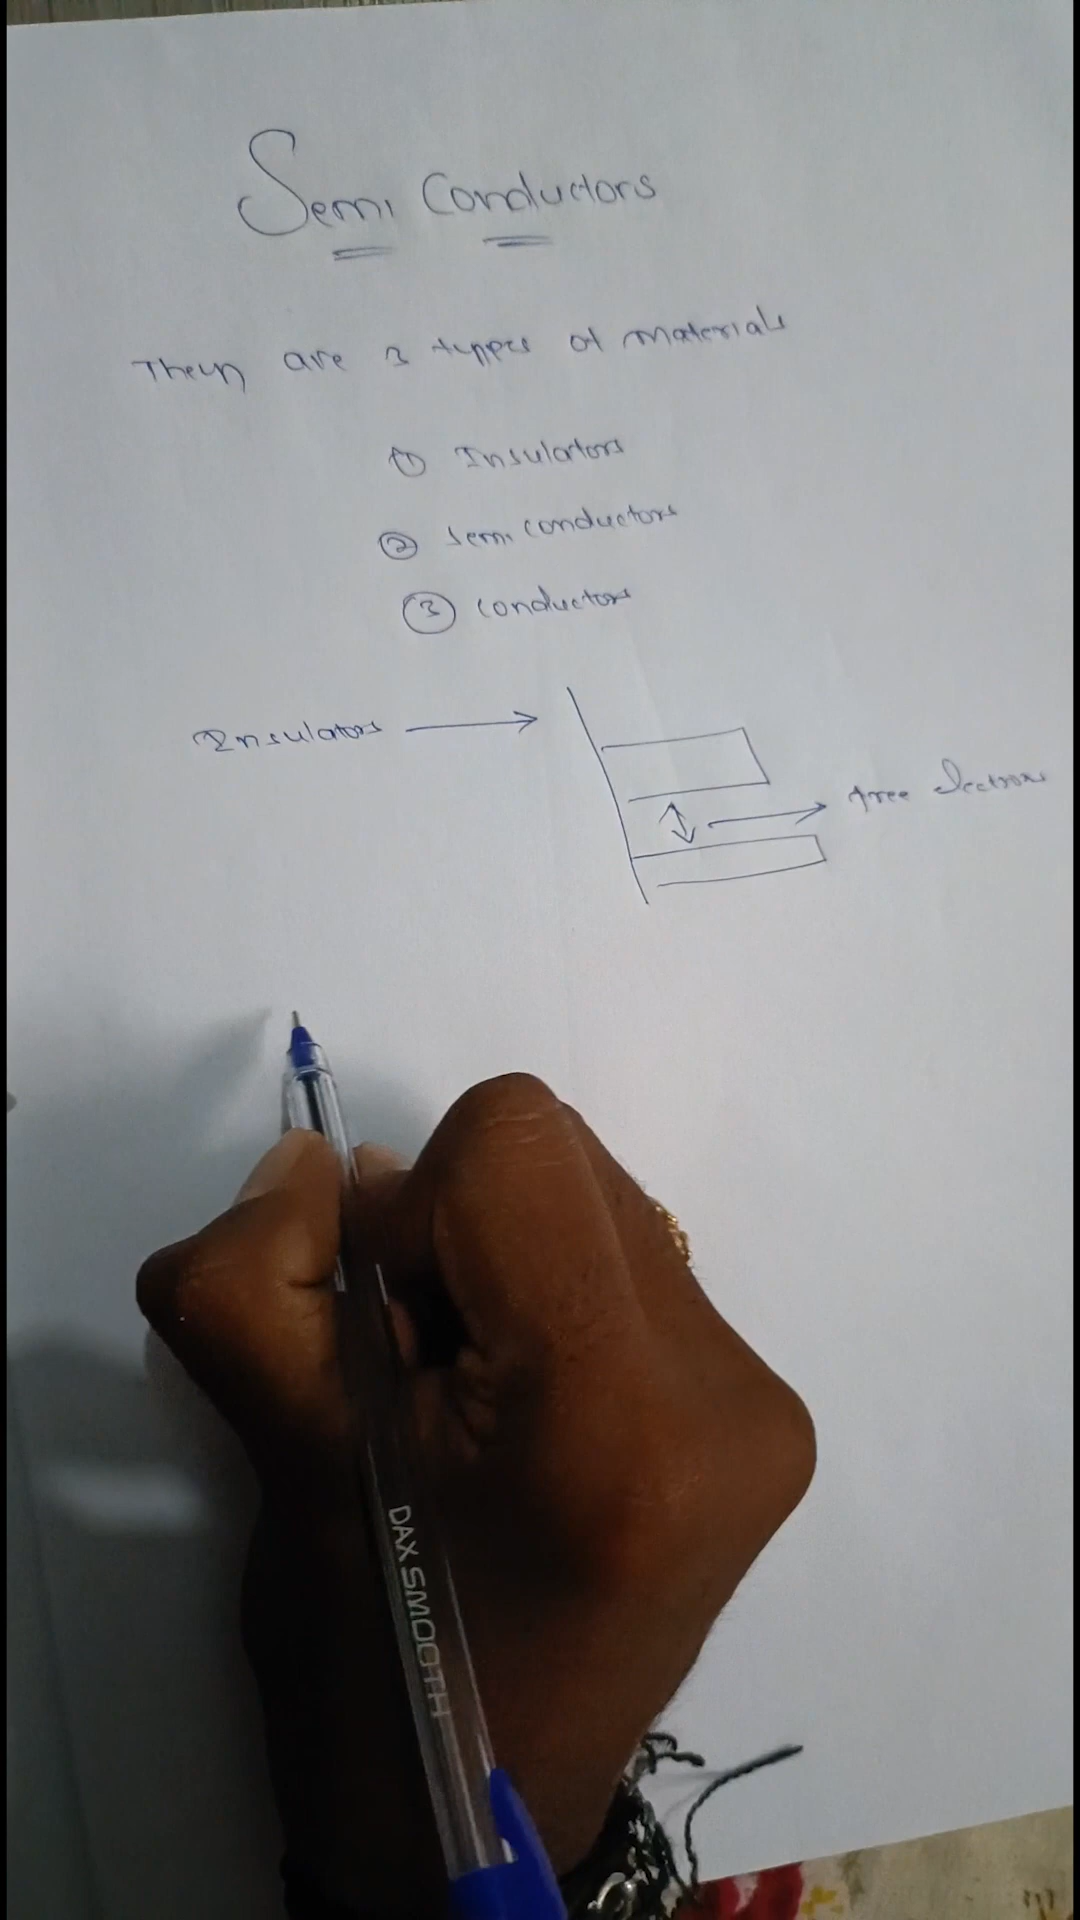 Semi Conductors
Then are 3 types of materials
① Insulators
② Semi conductors
③ conductors
Insulators
free electrons
DAX SMOOTH